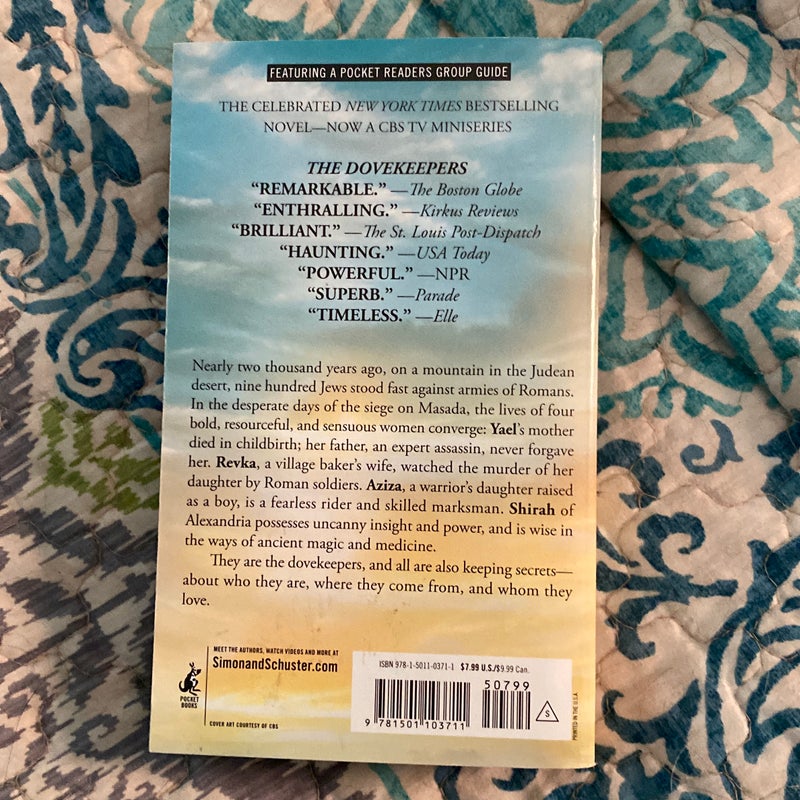 FEATURING A POCKET READERS GROUP GUIDE
THE CELEBRATED NEW YORK TIMES BESTSELLING
NOVEL—NOW A CBS TV MINISERIES
THE DOVEKEEPERS
“REMARKABLE.” —The Boston Globe
“ENTHRALLING.” —Kirkus Reviews
“BRILLIANT.” —The St. Louis Post-Dispatch
“HAUNTING.” —USA Today
“POWERFUL.” —NPR
“SUPERB.” —Parade
“TIMELESS.” —Elle
Nearly two thousand years ago, on a mountain in the Judean
desert, nine hundred Jews stood fast against armies of Romans.
In the desperate days of the siege on Masada, the lives of four
bold, resourceful, and sensuous women converge: Yael’s mother
died in childbirth; her father, an expert assassin, never forgave
her. Revka, a village baker’s wife, watched the murder of her
daughter by Roman soldiers. Aziza, a warrior’s daughter raised
as a boy, is a fearless rider and skilled marksman. Shirah of
Alexandria possesses uncanny insight and power, and is wise in
the ways of ancient magic and medicine.
They are the dovekeepers, and all are also keeping secrets—
about who they are, where they come from, and whom they
love.
MEET THE AUTHORS, WATCH VIDEOS AND MORE AT
SimonandSchuster.com
POCKET
BOOKS
COVER ART COURTESY OF CBS
ISBN 978-1-5011-0371-1 $7.99 U.S./$9.99 Can.
50799
9 781501 103711
S
PRINTED IN THE U.S.A.